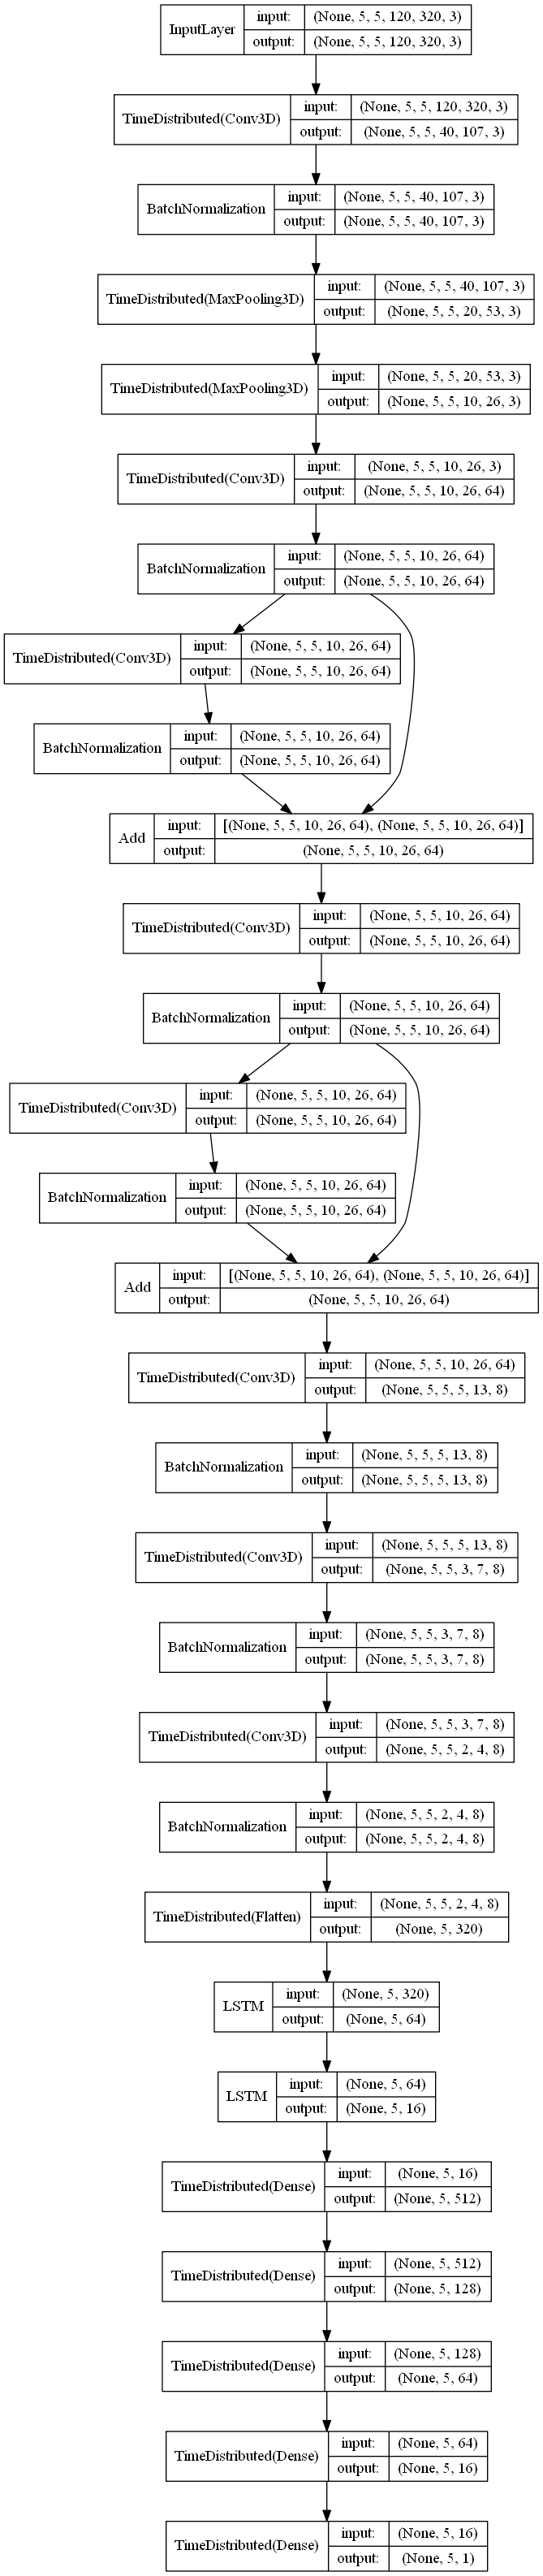 InputLayer
input: (None, 5, 5, 120, 320, 3)
output: (None, 5, 5, 120, 320, 3)
TimeDistributed(Conv3D)
input: (None, 5, 5, 120, 320, 3)
output: (None, 5, 5, 40, 107, 3)
BatchNormalization
input: (None, 5, 5, 40, 107, 3)
output: (None, 5, 5, 40, 107, 3)
TimeDistributed(MaxPooling3D)
input: (None, 5, 5, 40, 107, 3)
output: (None, 5, 5, 20, 53, 3)
TimeDistributed(MaxPooling3D)
input: (None, 5, 5, 20, 53, 3)
output: (None, 5, 5, 10, 26, 3)
TimeDistributed(Conv3D)
input: (None, 5, 5, 10, 26, 3)
output: (None, 5, 5, 10, 26, 64)
BatchNormalization
input: (None, 5, 5, 10, 26, 64)
output: (None, 5, 5, 10, 26, 64)
TimeDistributed(Conv3D)
input: (None, 5, 5, 10, 26, 64)
output: (None, 5, 5, 10, 26, 64)
BatchNormalization
input: (None, 5, 5, 10, 26, 64)
output: (None, 5, 5, 10, 26, 64)
Add
input: [(None, 5, 5, 10, 26, 64), (None, 5, 5, 10, 26, 64)]
output: (None, 5, 5, 10, 26, 64)
TimeDistributed(Conv3D)
input: (None, 5, 5, 10, 26, 64)
output: (None, 5, 5, 10, 26, 64)
BatchNormalization
input: (None, 5, 5, 10, 26, 64)
output: (None, 5, 5, 10, 26, 64)
TimeDistributed(Conv3D)
input: (None, 5, 5, 10, 26, 64)
output: (None, 5, 5, 10, 26, 64)
BatchNormalization
input: (None, 5, 5, 10, 26, 64)
output: (None, 5, 5, 10, 26, 64)
Add
input: [(None, 5, 5, 10, 26, 64), (None, 5, 5, 10, 26, 64)]
output: (None, 5, 5, 10, 26, 64)
TimeDistributed(Conv3D)
input: (None, 5, 5, 10, 26, 64)
output: (None, 5, 5, 5, 13, 8)
BatchNormalization
input: (None, 5, 5, 5, 13, 8)
output: (None, 5, 5, 5, 13, 8)
TimeDistributed(Conv3D)
input: (None, 5, 5, 5, 13, 8)
output: (None, 5, 5, 3, 7, 8)
BatchNormalization
input: (None, 5, 5, 3, 7, 8)
output: (None, 5, 5, 3, 7, 8)
TimeDistributed(Conv3D)
input: (None, 5, 5, 3, 7, 8)
output: (None, 5, 5, 2, 4, 8)
BatchNormalization
input: (None, 5, 5, 2, 4, 8)
output: (None, 5, 5, 2, 4, 8)
TimeDistributed(Flatten)
input: (None, 5, 5, 2, 4, 8)
output: (None, 5, 320)
LSTM
input: (None, 5, 320)
output: (None, 5, 64)
LSTM
input: (None, 5, 64)
output: (None, 5, 16)
TimeDistributed(Dense)
input: (None, 5, 16)
output: (None, 5, 512)
TimeDistributed(Dense)
input: (None, 5, 512)
output: (None, 5, 128)
TimeDistributed(Dense)
input: (None, 5, 128)
output: (None, 5, 64)
TimeDistributed(Dense)
input: (None, 5, 64)
output: (None, 5, 16)
TimeDistributed(Dense)
input: (None, 5, 16)
output: (None, 5, 1)